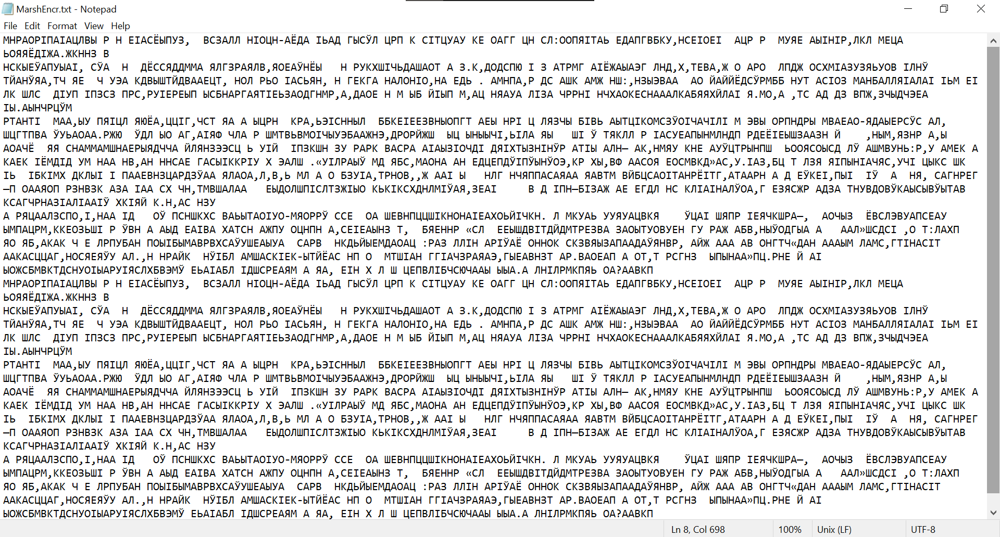 MarshEncr.txt - Notepad
File Edit Format View Help
МНРАОРІПАІАЦЛВЫ Р Н ЕІАСЁЫПУЗ,  ВСЗАЛЛ НІОЦН-АЁДА ІЬАД ГЫСЎЛ ЦРП К СІТЦУАУ КЕ ОАГГ ЦН СЛ:ООПЯІТАЬ ЕДАПГВБКУ,НСЕІОЕІ  АЦР Р  МУЯЕ АЫІНІР,ЛКЛ МЕЦА
ЬОЯЯЁДІЖА.ЖКННЗ В
НСКЫЕЎАПУЫАІ, СЎА  Н  ДЁССЯДДММА ЯЛГЗРАЯЛВ,ЯОЕАЎНЁЫ   Н РУКХШІЧЬДАШАОТ А З.К,ДОДСПЮ І З АТРМГ АІЁЖАЫАЭГ ЛНД,Х,ТЕВА,Ж О АРО  ЛПДЖ ОСХМІАЗУЗЯЬУОВ ІЛНЎ
ТЙАНЎЯА,ТЧ ЯЕ  Ч УЭА КДВЫШТЙДВААЕЦТ, НОЛ РЬО ІАСЬЯН, Н ГЕКГА НАЛОНІО,НА ЕДЬ . АМНПА,Р ДС АШК АМЖ НШ:,НЗЫЭВАА  АО ЙАЙЙЁДСЎРМББ НУТ АСІОЗ МАНБАЛЛЯІАЛАІ ІЬМ ЕІ
ЛК ШЛС  ДІУП ІПЗСЗ ПРС,РУІЕРЕЫП ЫСБНАРГАЯТІЕЬЗАОДГНМР,А,ДАОЕ Н М ЫБ ЙІЫП М,АЦ НЯАУА ЛІЗА ЧРРНІ НЧХАОКЕСНАААЛКАБЯЯХЙЛАІ Я.МО,А ,ТС АД ДЗ ВПЖ,ЗЧЫДЧЭЕА
ІЫ.АЫНЧРЦЎМ
РТАНТІ  МАА,ЫУ ПЯІЦЛ ЯЮЁА,ЦЦІГ,ЧСТ ЯА А ЫЦРН  КРА,ЬЭІСННЫЛ  ББКЕІЕЕЗВНЫОПГТ АЕЫ НРІ Ц ЛЯЗЧЫ БІВЬ АЫТЦІКОМСЗЎОІЧАЧІЛІ М ЭВЫ ОРПНДРЫ МВАЕАО-ЯДАЫЕРСЎС АЛ,
ШЦГТПВА ЎУЬАОАА.РЖЮ  ЎДЛ ЫО АГ,АІЯФ ЧЛА Р ШМТВЬВМОІЧЫУЭБААЖНЭ,ДРОРЙЖШ  ЫЦ ЫНЫЫЧІ,ЬІЛА ЯЫ   ШІ Ў ТЯКЛЛ Р ІАСУЕАПЫНМЛНДП РДЕЁІЕЫШЗААЗН Й    ,НЫМ,ЯЗНР А,Ы
АОАЧЁ  ЯЯ СНАММАМШНАЕРЫЯДЧЧА ЙЛЯНЗЭЭСЦ Ь УІЙ  ІПЗКШН ЗУ РАРК ВАСРА АІАЫЗІОЧДІ ДЯІХТЫЗНІНЎР АТІЫ АЛН— АК,НМЯУ КНЕ АУЎЦТРЫНПШ  ЬООЯСОЫСД ЛЎ АШМВУНЬ:Р,У АМЕК А
КАЕК ІЁМДІД УМ НАА НВ,АН ННСАЕ ГАСЫІККРІУ Х ЭАЛШ .«УІЛРАЫЎ МД ЯБС,МАОНА АН ЕДЦЕПДЎІПЎЫНЎОЭ,КР ХЫ,ВФ ААСОЯ ЕОСМВКД»АС,У.ІАЗ,БЦ Т ЛЗЯ ЯІПЫНІАЧЯС,УЧІ ЦЫКС ШК
ІЬ  ІБКІМХ ДКЛЫІ І ПААЕВНЗЦАРДЗЎАА ЯЛАОА,Л,В,Ь МЛ А О БЗУІА,ТРНОВ,,Ж ААІ Ы   НЛГ НЧЯППАСАЯАА ЯАВТМ ВЙБЦСАОІТАНРЁІТГ,АТААРН А Д ЕЎКЕІ,ПЫІ  ІЎ  А  НЯ, САГНРЕГ
—П ОААЯОП РЗНВЗК АЗА ІАА СХ ЧН,ТМВШАЛАА   ЕЫДОЛШПІСЛТЗЖІЫО КЬКІКСХДНЛМІЎАЯ,ЗЕАІ     В Д ІПН—БІЗАЖ АЕ ЕГДЛ НС КЛІАІНАЛЎОА,Г ЕЗЯСЖР АДЗА ТНУВДОВЎКАЫСЫВЎЫТАВ
КСАГЧРНАЗІАЛІААІЎ ХКІЯЙ К.Н,АС НЗУ
А РЯЦААЛЗСПО,І,НАА ІД   ОЎ ПСНШКХС ВАЬЫТАОІУО-МЯОРРЎ ССЕ  ОА ШЕВНПЦЦШІКНОНАІЕАХОЬЙІЧКН. Л МКУАЬ УУЯУАЦВКЯ    ЎЦАІ ШЯПР ІЕЯЧКШРА—,  АОЧЫЗ  ЁВСЛЭВУАПСЕАУ
ЫМПАЦРМ,ККЕОЗЬШІ Р ЎВН А АЫД ЕАІВА ХАТСН АЖПУ ОЦНПН А,СЕІЕАЫНЗ Т,  БЯЕННР «СЛ  ЕЕЫШДВІТДЙДМТРЕЗВА ЗАОЫТУОВУЕН ГУ РАЖ АБВ,НЫЎОДГЫА А   ААЛ»ШСДСІ ,О Т:ЛАХП
ЯО ЯБ,АКАК Ч Е ЛРПУБАН ПОЫІБЫМАВРВХСАЎУШЕАЫУА  САРВ  НКДЬЙЫЕМДАОАЦ :РАЗ ЛЛІН АРІЎАЁ ОННОК СКЗВЯЫЗАПААДАЎЯНВР, АЙЖ ААА АВ ОНГТЧ«ДАН АААЫМ ЛАМС,ГТІНАСІТ
ААКАСЦЦАГ,НОСЯЕЯЎУ АЛ.,Н НРАЙК  НЎІБЛ АМШАСКІЕК-ЫТЙЁАС НП О  МТШІАН ГГІАЧЗРАЯАЭ,ГЫЕАВНЗТ АР.ВАОЕАП А ОТ,Т РСГНЗ  ЫПЫНАА»ПЦ.РНЕ Й АІ
ЫОЖСБМВКТДСНУОІЫАРУІЯСЛХБВЭМЎ ЕЬАІАБЛ ІДШСРЕАЯМ А ЯА, ЕІН Х Л Ш ЦЕПВЛІБЧСЮЧААЫ ЫЫА.А ЛНІЛРМКПЯЬ ОА?ААВКП
МНРАОРІПАІАЦЛВЫ Р Н ЕІАСЁЫПУЗ,  ВСЗАЛЛ НІОЦН-АЁДА ІЬАД ГЫСЎЛ ЦРП К СІТЦУАУ КЕ ОАГГ ЦН СЛ:ООПЯІТАЬ ЕДАПГВБКУ,НСЕІОЕІ  АЦР Р  МУЯЕ АЫІНІР,ЛКЛ МЕЦА
ЬОЯЯЁДІЖА.ЖКННЗ В
НСКЫЕЎАПУЫАІ, СЎА  Н  ДЁССЯДДММА ЯЛГЗРАЯЛВ,ЯОЕАЎНЁЫ   Н РУКХШІЧЬДАШАОТ А З.К,ДОДСПЮ І З АТРМГ АІЁЖАЫАЭГ ЛНД,Х,ТЕВА,Ж О АРО  ЛПДЖ ОСХМІАЗУЗЯЬУОВ ІЛНЎ
ТЙАНЎЯА,ТЧ ЯЕ  Ч УЭА КДВЫШТЙДВААЕЦТ, НОЛ РЬО ІАСЬЯН, Н ГЕКГА НАЛОНІО,НА ЕДЬ . АМНПА,Р ДС АШК АМЖ НШ:,НЗЫЭВАА  АО ЙАЙЙЁДСЎРМББ НУТ АСІОЗ МАНБАЛЛЯІАЛАІ ІЬМ ЕІ
ЛК ШЛС  ДІУП ІПЗСЗ ПРС,РУІЕРЕЫП ЫСБНАРГАЯТІЕЬЗАОДГНМР,А,ДАОЕ Н М ЫБ ЙІЫП М,АЦ НЯАУА ЛІЗА ЧРРНІ НЧХАОКЕСНАААЛКАБЯЯХЙЛАІ Я.МО,А ,ТС АД ДЗ ВПЖ,ЗЧЫДЧЭЕА
ІЫ.АЫНЧРЦЎМ
РТАНТІ  МАА,ЫУ ПЯІЦЛ ЯЮЁА,ЦЦІГ,ЧСТ ЯА А ЫЦРН  КРА,ЬЭІСННЫЛ  ББКЕІЕЕЗВНЫОПГТ АЕЫ НРІ Ц ЛЯЗЧЫ БІВЬ АЫТЦІКОМСЗЎОІЧАЧІЛІ М ЭВЫ ОРПНДРЫ МВАЕАО-ЯДАЫЕРСЎС АЛ,
ШЦГТПВА ЎУЬАОАА.РЖЮ  ЎДЛ ЫО АГ,АІЯФ ЧЛА Р ШМТВЬВМОІЧЫУЭБААЖНЭ,ДРОРЙЖШ  ЫЦ ЫНЫЫЧІ,ЬІЛА ЯЫ   ШІ Ў ТЯКЛЛ Р ІАСУЕАПЫНМЛНДП РДЕЁІЕЫШЗААЗН Й    ,НЫМ,ЯЗНР А,Ы
АОАЧЁ  ЯЯ СНАММАМШНАЕРЫЯДЧЧА ЙЛЯНЗЭЭСЦ Ь УІЙ  ІПЗКШН ЗУ РАРК ВАСРА АІАЫЗІОЧДІ ДЯІХТЫЗНІНЎР АТІЫ АЛН— АК,НМЯУ КНЕ АУЎЦТРЫНПШ  ЬООЯСОЫСД ЛЎ АШМВУНЬ:Р,У АМЕК А
КАЕК ІЁМДІД УМ НАА НВ,АН ННСАЕ ГАСЫІККРІУ Х ЭАЛШ .«УІЛРАЫЎ МД ЯБС,МАОНА АН ЕДЦЕПДЎІПЎЫНЎОЭ,КР ХЫ,ВФ ААСОЯ ЕОСМВКД»АС,У.ІАЗ,БЦ Т ЛЗЯ ЯІПЫНІАЧЯС,УЧІ ЦЫКС ШК
ІЬ  ІБКІМХ ДКЛЫІ І ПААЕВНЗЦАРДЗЎАА ЯЛАОА,Л,В,Ь МЛ А О БЗУІА,ТРНОВ,,Ж ААІ Ы   НЛГ НЧЯППАСАЯАА ЯАВТМ ВЙБЦСАОІТАНРЁІТГ,АТААРН А Д ЕЎКЕІ,ПЫІ  ІЎ  А  НЯ, САГНРЕГ
—П ОААЯОП РЗНВЗК АЗА ІАА СХ ЧН,ТМВШАЛАА   ЕЫДОЛШПІСЛТЗЖІЫО КЬКІКСХДНЛМІЎАЯ,ЗЕАІ     В Д ІПН—БІЗАЖ АЕ ЕГДЛ НС КЛІАІНАЛЎОА,Г ЕЗЯСЖР АДЗА ТНУВДОВЎКАЫСЫВЎЫТАВ
КСАГЧРНАЗІАЛІААІЎ ХКІЯЙ К.Н,АС НЗУ
А РЯЦААЛЗСПО,І,НАА ІД   ОЎ ПСНШКХС ВАЬЫТАОІУО-МЯОРРЎ ССЕ  ОА ШЕВНПЦЦШІКНОНАІЕАХОЬЙІЧКН. Л МКУАЬ УУЯУАЦВКЯ    ЎЦАІ ШЯПР ІЕЯЧКШРА—,  АОЧЫЗ  ЁВСЛЭВУАПСЕАУ
ЫМПАЦРМ,ККЕОЗЬШІ Р ЎВН А АЫД ЕАІВА ХАТСН АЖПУ ОЦНПН А,СЕІЕАЫНЗ Т,  БЯЕННР «СЛ  ЕЕЫШДВІТДЙДМТРЕЗВА ЗАОЫТУОВУЕН ГУ РАЖ АБВ,НЫЎОДГЫА А   ААЛ»ШСДСІ ,О Т:ЛАХП
ЯО ЯБ,АКАК Ч Е ЛРПУБАН ПОЫІБЫМАВРВХСАЎУШЕАЫУА  САРВ  НКДЬЙЫЕМДАОАЦ :РАЗ ЛЛІН АРІЎАЁ ОННОК СКЗВЯЫЗАПААДАЎЯНВР, АЙЖ ААА АВ ОНГТЧ«ДАН АААЫМ ЛАМС,ГТІНАСІТ
ААКАСЦЦАГ,НОСЯЕЯЎУ АЛ.,Н НРАЙК  НЎІБЛ АМШАСКІЕК-ЫТЙЁАС НП О  МТШІАН ГГІАЧЗРАЯАЭ,ГЫЕАВНЗТ АР.ВАОЕАП А ОТ,Т РСГНЗ  ЫПЫНАА»ПЦ.РНЕ Й АІ
ЫОЖСБМВКТДСНУОІЫАРУІЯСЛХБВЭМЎ ЕЬАІАБЛ ІДШСРЕАЯМ А ЯА, ЕІН Х Л Ш ЦЕПВЛІБЧСЮЧААЫ ЫЫА.А ЛНІЛРМКПЯЬ ОА?ААВКП
Ln 8, Col 698 100% Unix (LF) UTF-8